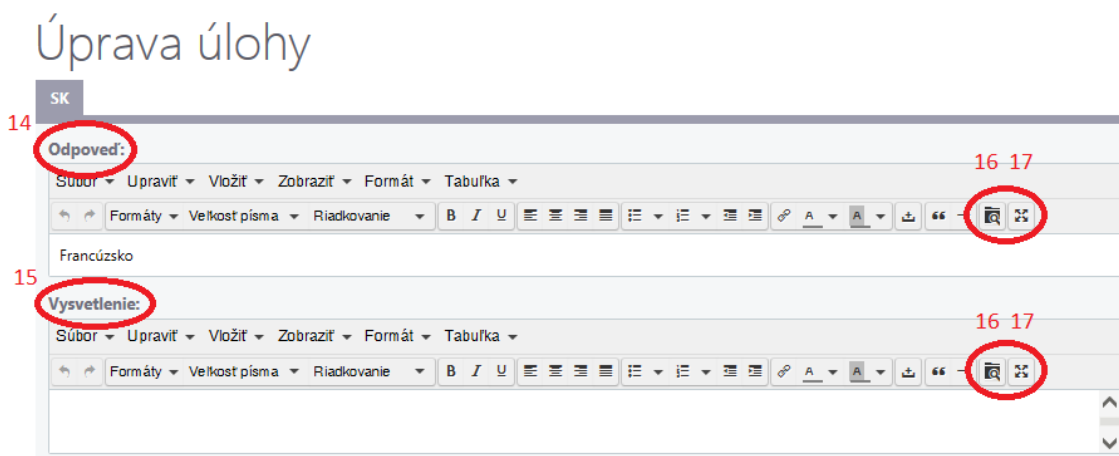 Úprava úlohy
SK
14
Odpoveď:
16 17
Súbor Upraviť Vložiť Zobraziť Formát Tabuľka
Formáty Veľkosť písma Riadkovanie B I U A A
Francúzsko
15
Vysvetlenie:
16 17
Súbor Upraviť Vložiť Zobraziť Formát Tabuľka
Formáty Veľkosť písma Riadkovanie B I U A A